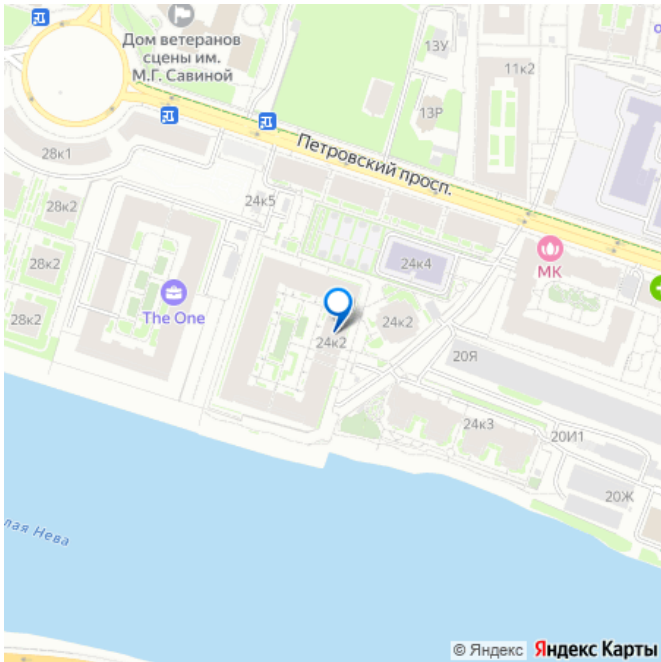 Дом ветеранов
сцены им.
М.Г. Савиной
13У
11к2
13Р
Петровский просп.
28к1
28к2
24к5
28к2
24к4
МК
The One
28к2
24к2
24к2
20Я
24к3
20И1
20Ж
лая Нева
© Яндекс Яндекс Карты